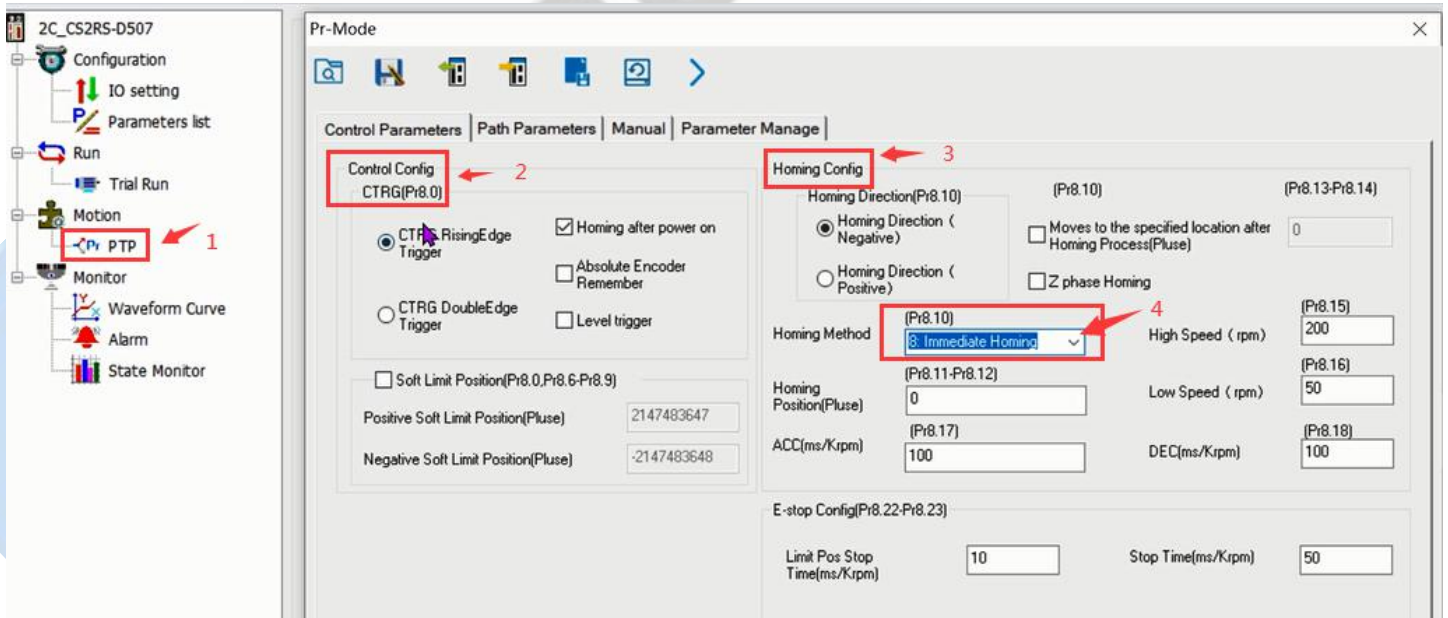 2C_CS2RS-D507
Configuration
IO setting
Parameters list
Run
Trial Run
Motion
PTP
1
Monitor
Waveform Curve
Alarm
State Monitor
Pr-Mode
Control Parameters
Path Parameters
Manual
Parameter Manage
Control Config
2
CTRG(Pr8.0)
CTRG RisingEdge
Trigger
Homing after power on
Absolute Encoder
Remember
CTRG DoubleEdge
Trigger
Level trigger
Soft Limit Position(Pr8.0,Pr8.6-Pr8.9)
Positive Soft Limit Position(Pluse)
2147483647
Negative Soft Limit Position(Pluse)
-2147483648
Homing Config
3
Homing Direction(Pr8.10)
Homing Direction (
Negative)
Homing Direction (
Positive)
(Pr8.10)
(Pr8.13-Pr8.14)
Moves to the specified location after
Homing Process(Pluse)
0
Z phase Homing
Homing Method
(Pr8.10)
8: Immediate Homing
4
High Speed ( rpm)
(Pr8.15)
200
Homing
Position(Pluse)
(Pr8.11-Pr8.12)
0
Low Speed ( rpm)
(Pr8.16)
50
ACC(ms/Krpm)
(Pr8.17)
100
DEC(ms/Krpm)
(Pr8.18)
100
E-stop Config(Pr8.22-Pr8.23)
Limit Pos Stop
Time(ms/Krpm)
10
Stop Time(ms/Krpm)
50